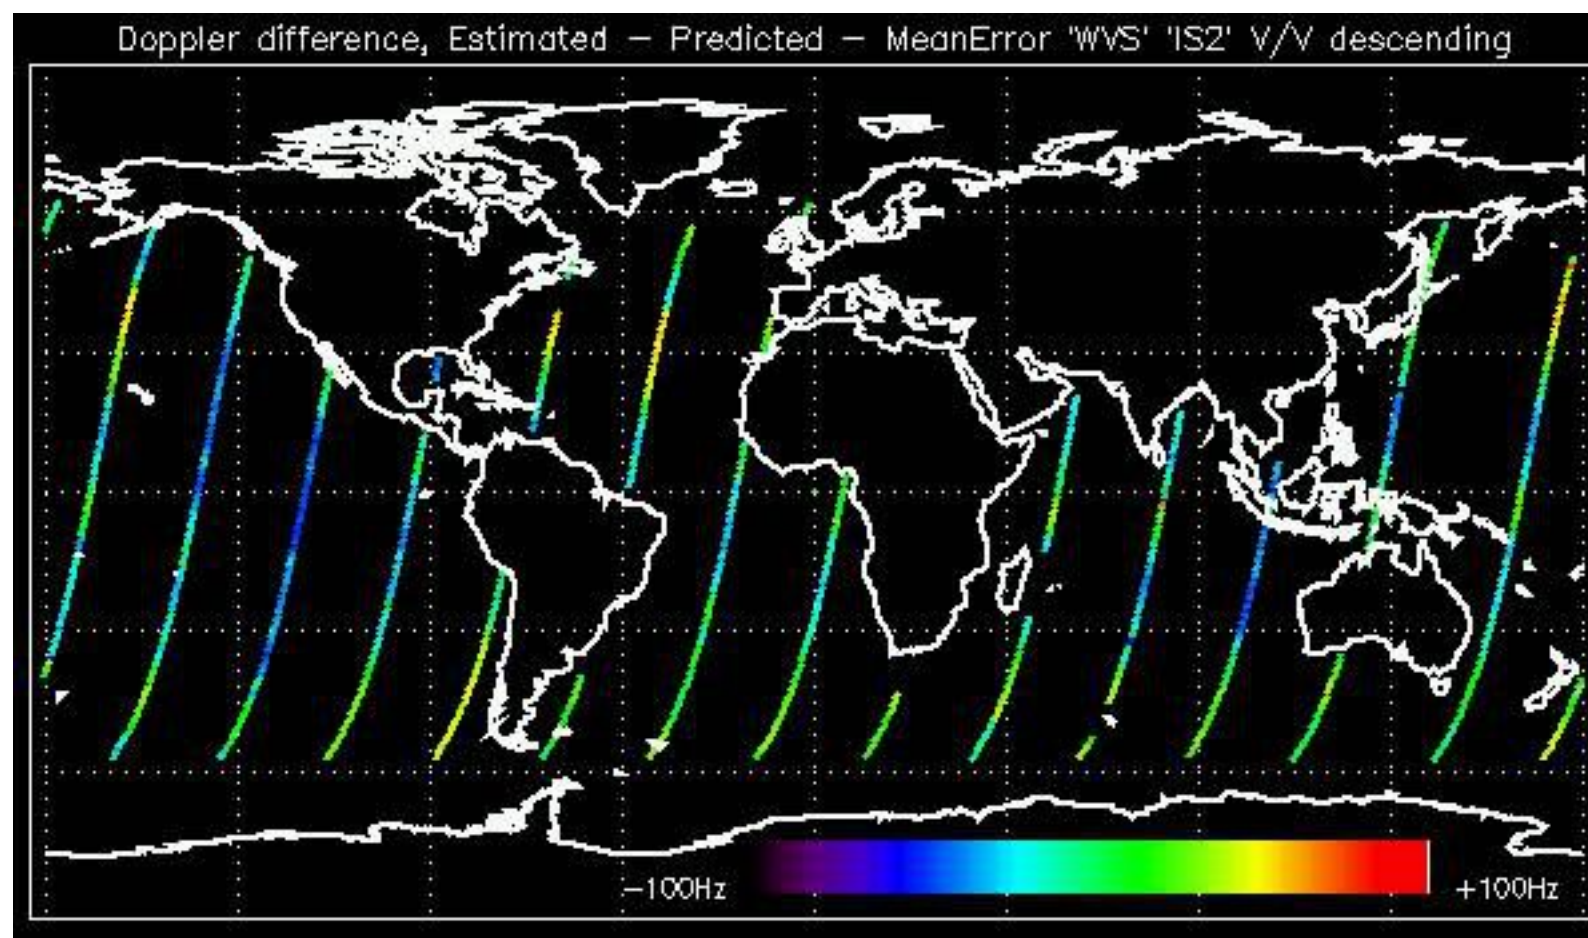 Doppler difference, Estimated – Predicted – MeanError 'WVS' 'IS2' V/V descending
−100Hz
+100Hz